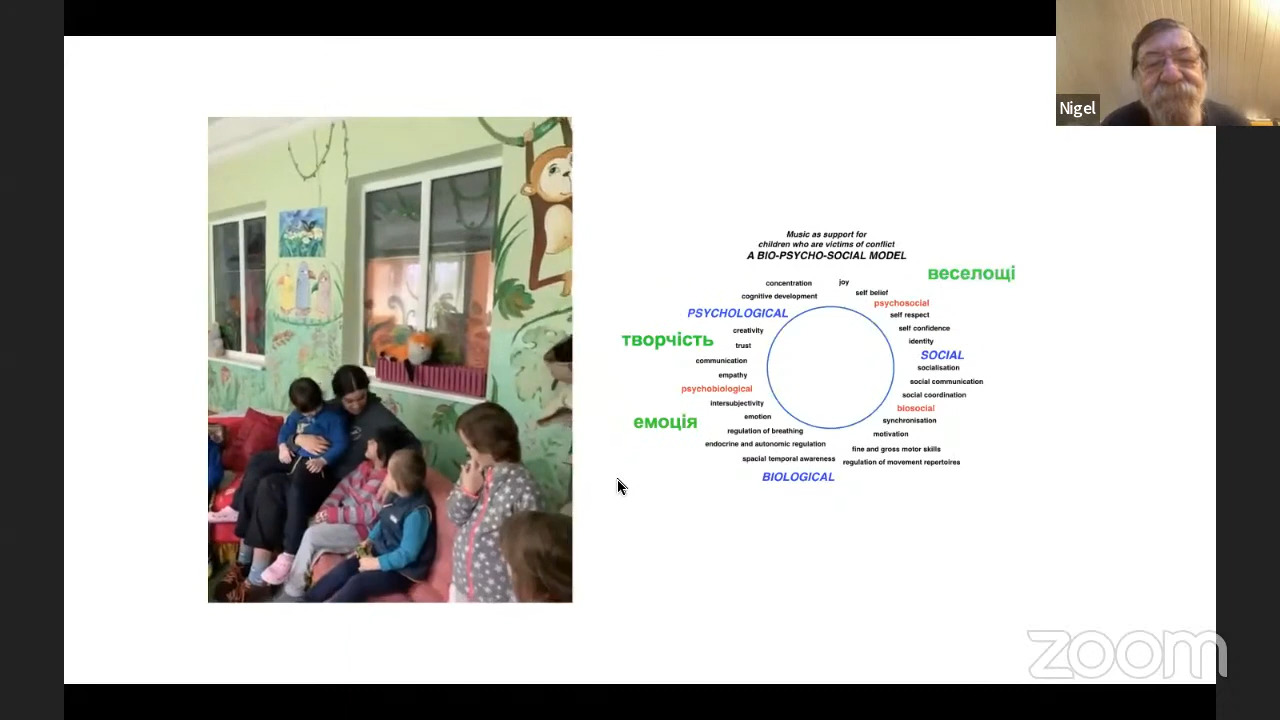 Nigel
Music as support for
children who are victims of conflict
A BIO-PSYCHO-SOCIAL MODEL
веселощі
concentration
joy
cognitive development
self belief
psychosocial
PSYCHOLOGICAL
self respect
творчість
creativity
self confidence
trust
identity
SOCIAL
communication
socialisation
empathy
social communication
psychobiological
social coordination
intersubjectivity
biosocial
емоція
emotion
synchronisation
regulation of breathing
motivation
endocrine and autonomic regulation
fine and gross motor skills
spacial temporal awareness
regulation of movement repertoires
BIOLOGICAL
zoom